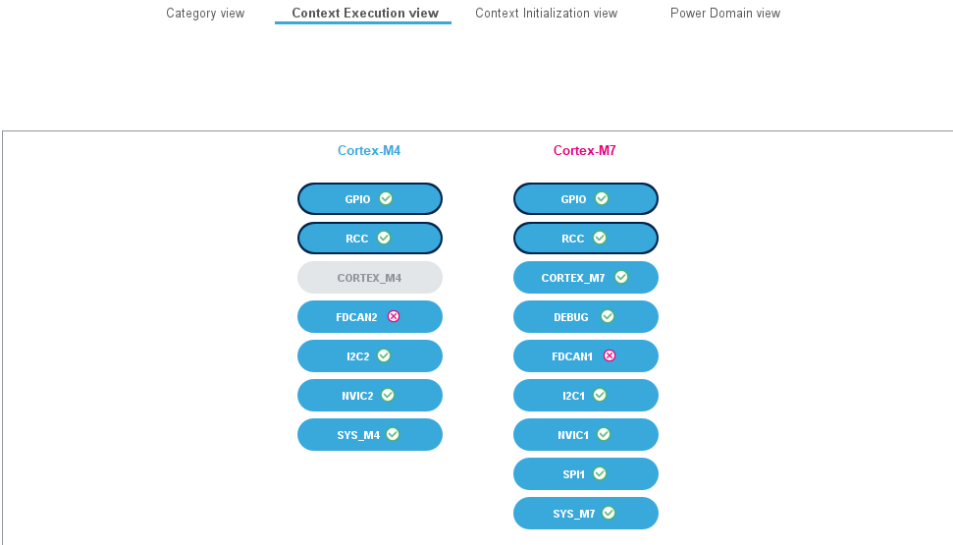 Category view
Context Execution view
Context Initialization view
Power Domain view
Cortex-M4
GPIO
RCC
CORTEX_M4
FDCAN2
I2C2
NVIC2
SYS_M4
Cortex-M7
GPIO
RCC
CORTEX_M7
DEBUG
FDCAN1
I2C1
NVIC1
SPI1
SYS_M7